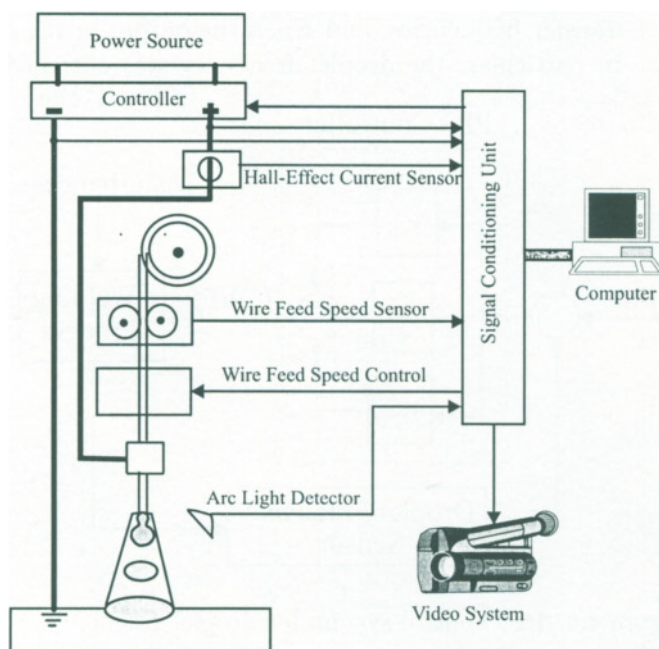 Power Source
Controller
Hall-Effect Current Sensor
Signal Conditioning Unit
Computer
Wire Feed Speed Sensor
Wire Feed Speed Control
Arc Light Detector
Video System